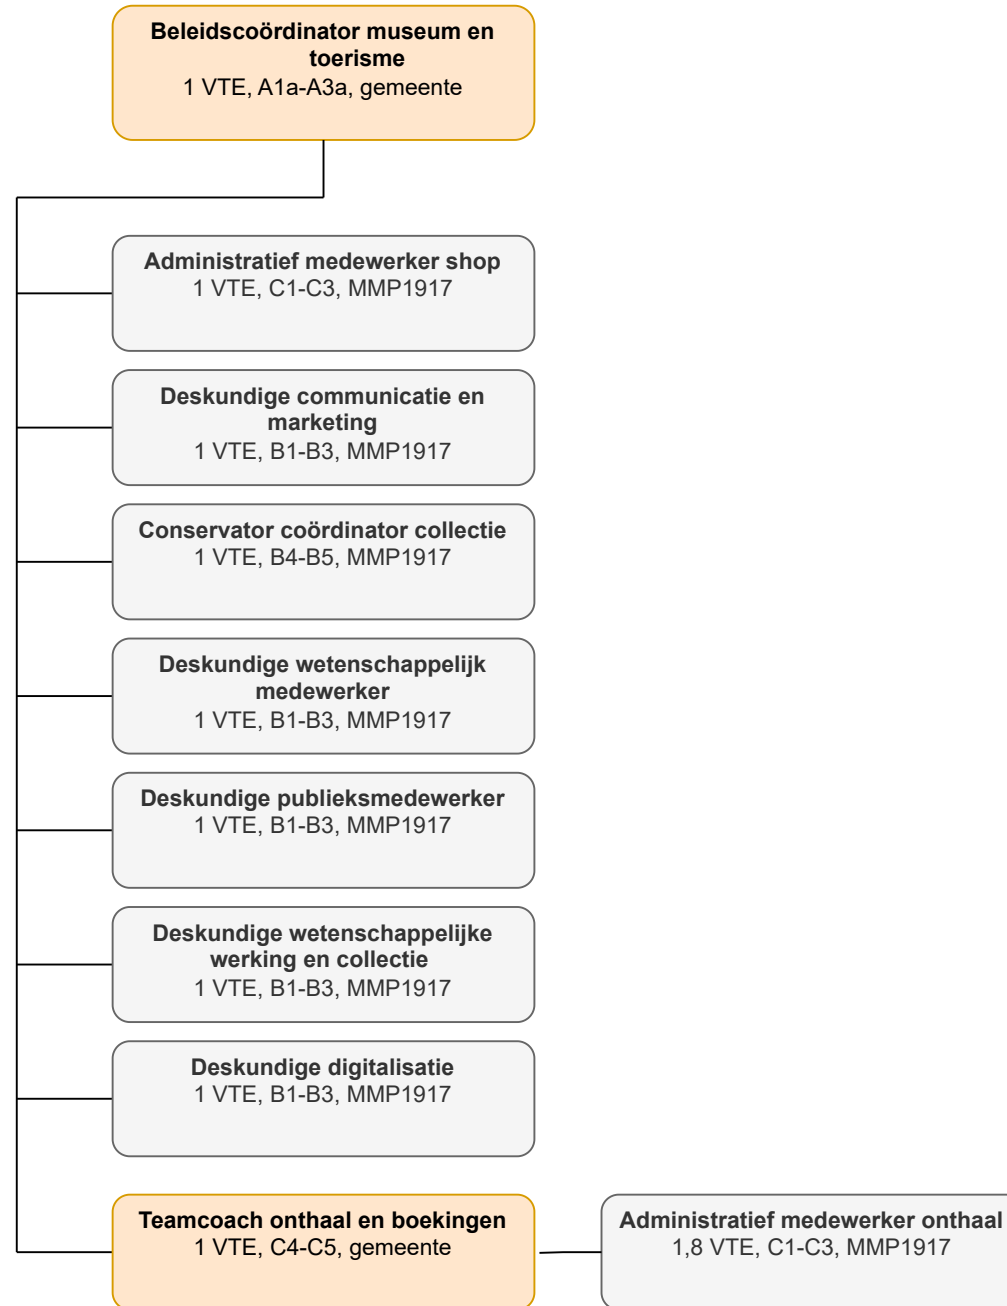 Beleidscoördinator museum en
toerisme
1 VTE, A1a-A3a, gemeente
Administratief medewerker shop
1 VTE, C1-C3, MMP1917
Deskundige communicatie en
marketing
1 VTE, B1-B3, MMP1917
Conservator coördinator collectie
1 VTE, B4-B5, MMP1917
Deskundige wetenschappelijk
medewerker
1 VTE, B1-B3, MMP1917
Deskundige publieksmedewerker
1 VTE, B1-B3, MMP1917
Deskundige wetenschappelijke
werking en collectie
1 VTE, B1-B3, MMP1917
Deskundige digitalisatie
1 VTE, B1-B3, MMP1917
Teamcoach onthaal en boekingen
1 VTE, C4-C5, gemeente
Administratief medewerker onthaal
1,8 VTE, C1-C3, MMP1917